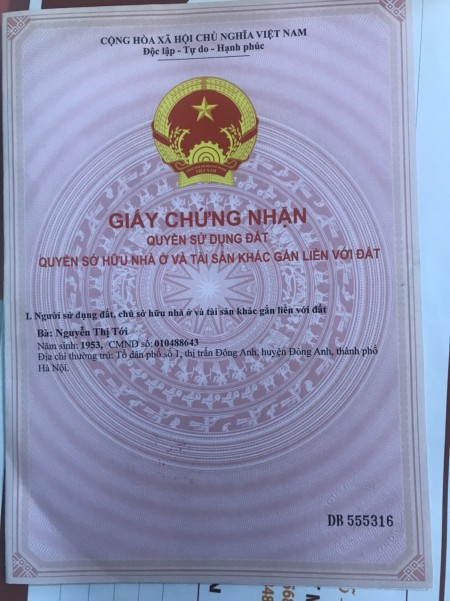 CỘNG HÒA XÃ HỘI CHỦ NGHĨA VIỆT NAM
Độc lập - Tự do - Hạnh phúc
VIỆT NAM
GIẤY CHỨNG NHẬN
QUYỀN SỬ DỤNG ĐẤT
QUYỀN SỞ HỮU NHÀ Ở VÀ TÀI SẢN KHÁC GẮN LIỀN VỚI ĐẤT
I. Người sử dụng đất, chủ sở hữu nhà ở và tài sản khác gắn liền với đất
Bà: Nguyễn Thị Tới
Năm sinh: 1953, CMND số: 010488643
Địa chỉ thường trú: Tổ dân phố số 1, thị trấn Đông Anh, huyện Đông Anh, thành phố
Hà Nội.
DB 555316